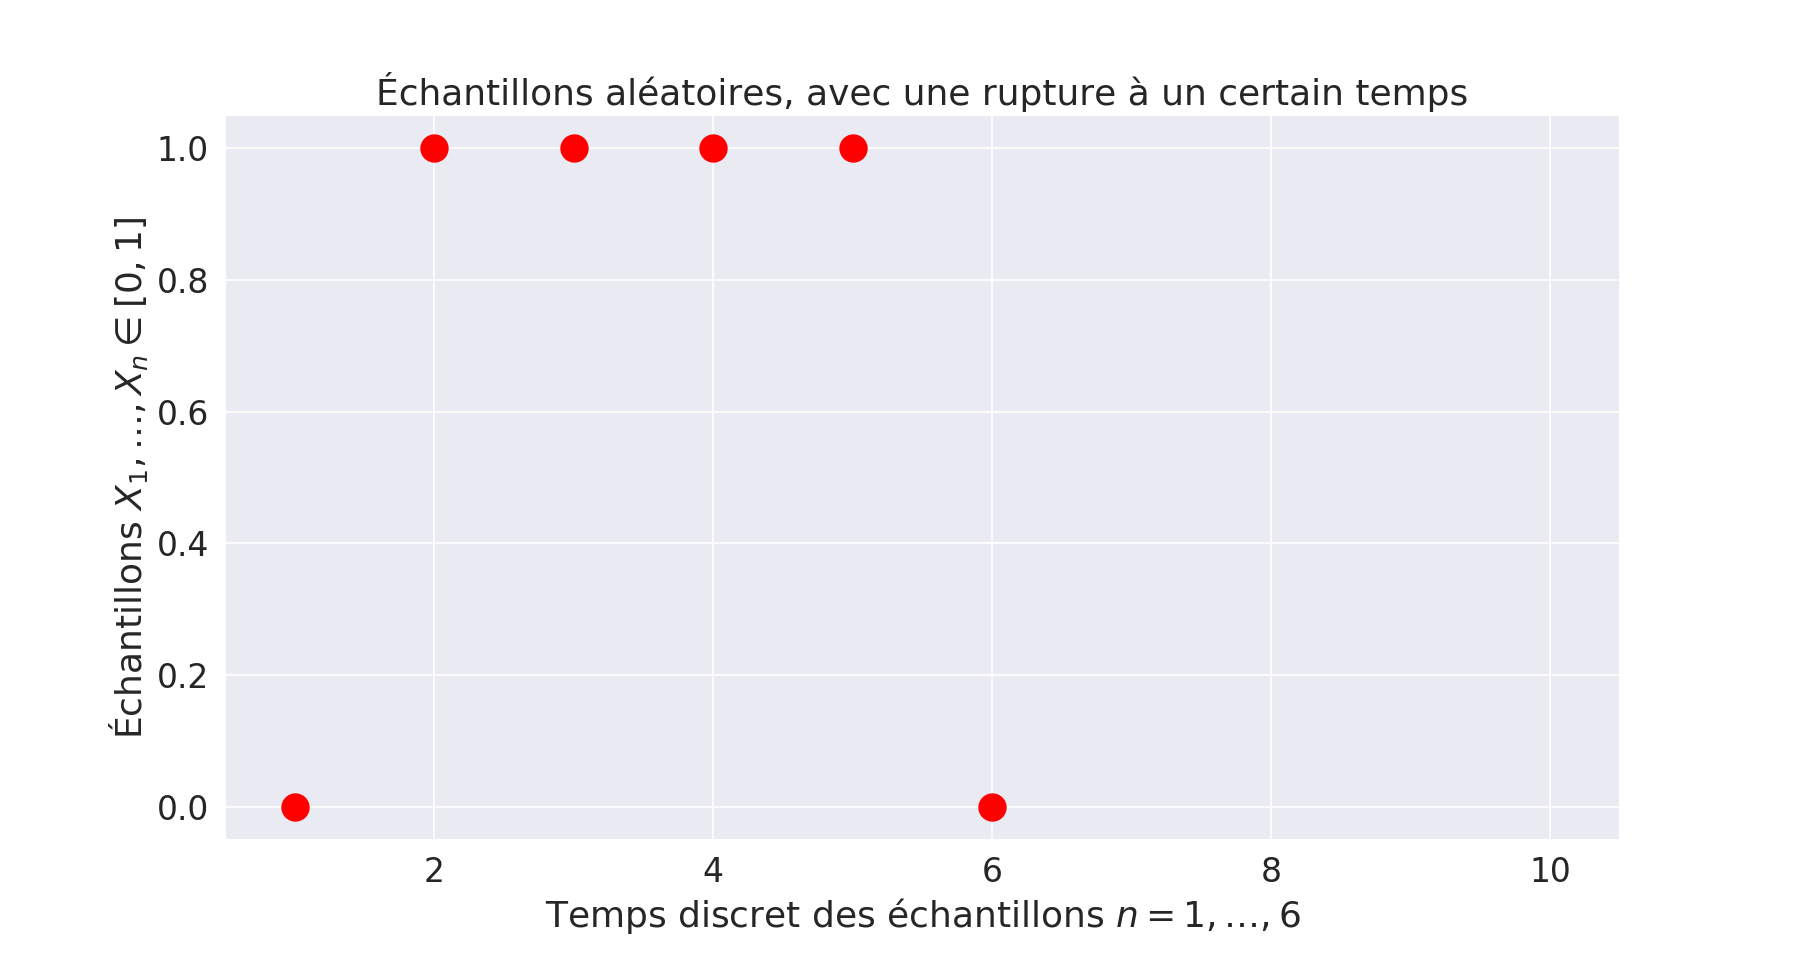 Échantillons aléatoires, avec une rupture à un certain temps
Échantillons X₁, …, Xₙ ∈ [0, 1]
1.0
0.8
0.6
0.4
0.2
0.0
2 4 6 8 10
Temps discret des échantillons n = 1, …, 6